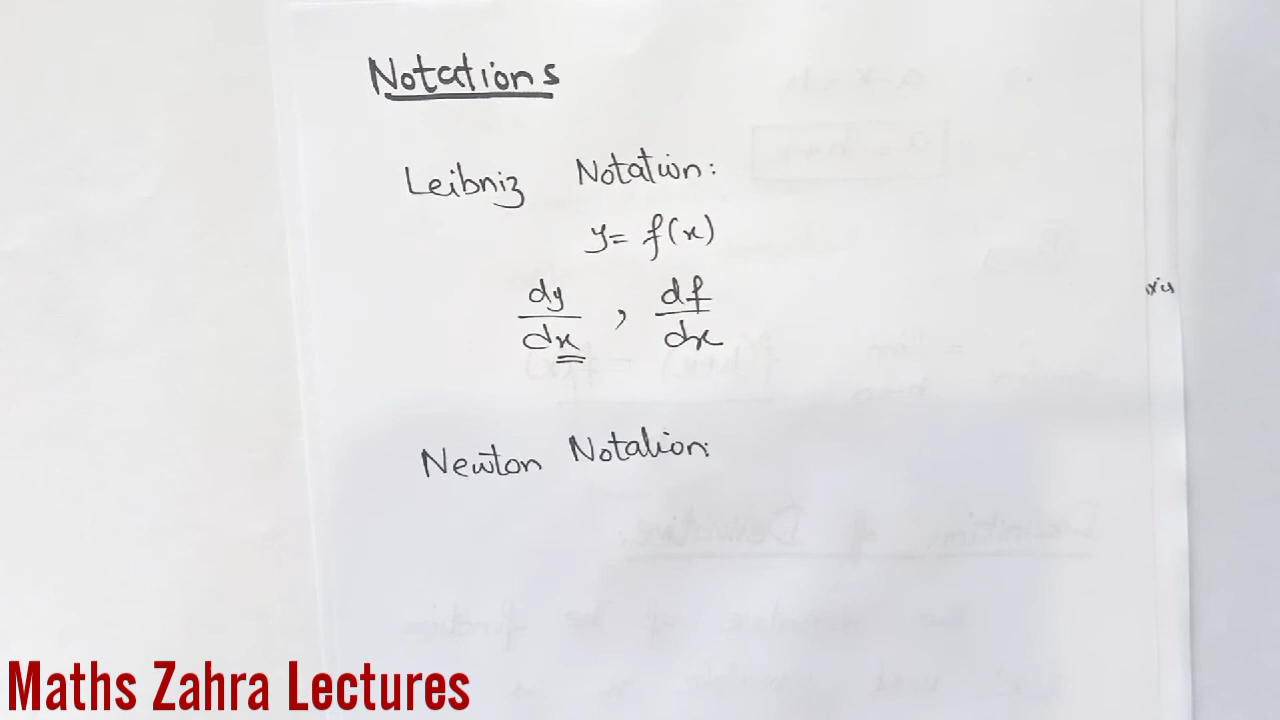 Notations
Leibniz Notation:
y = f(x)
dy/dx , df/dx
Newton Notation:
Maths Zahra Lectures